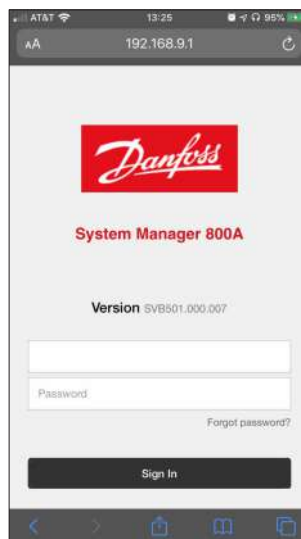 AT&T 13:25 95%
AA 192.168.9.1
Danfoss
System Manager 800A
Version SVB501.000.007
Password
Forgot password?
Sign In